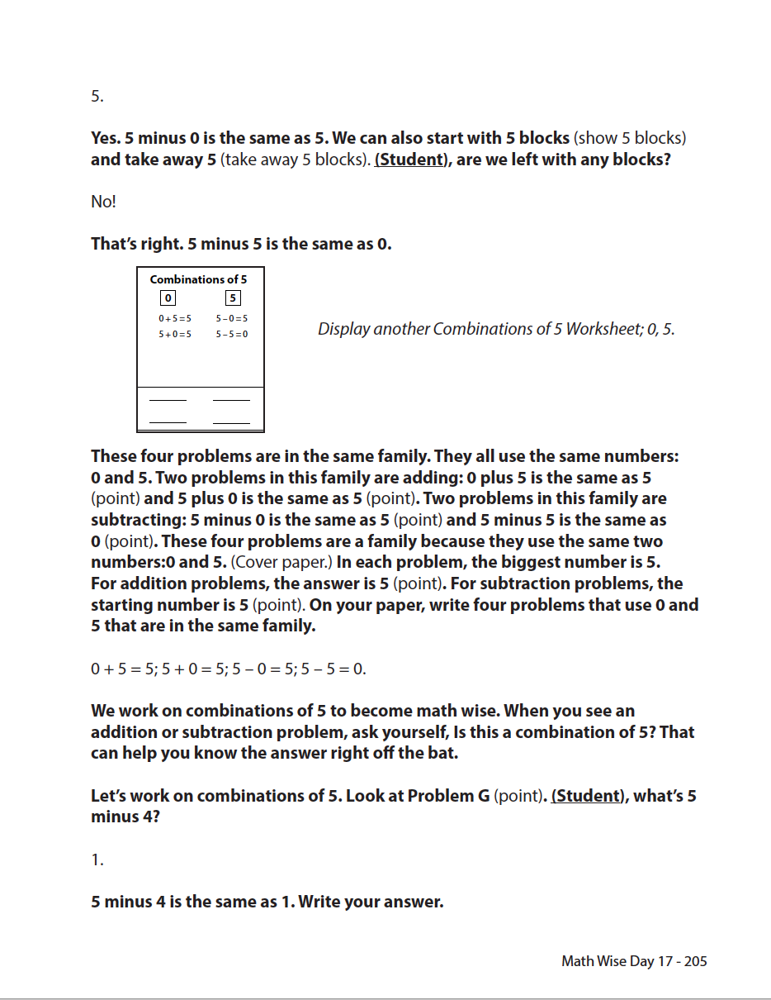 5.
Yes. 5 minus 0 is the same as 5. We can also start with 5 blocks (show 5 blocks)
and take away 5 (take away 5 blocks). (Student), are we left with any blocks?
No!
That’s right. 5 minus 5 is the same as 0.
Combinations of 5
0 5
0 + 5 = 5 5 – 0 = 5
5 + 0 = 5 5 – 5 = 0
Display another Combinations of 5 Worksheet; 0, 5.
These four problems are in the same family. They all use the same numbers:
0 and 5. Two problems in this family are adding: 0 plus 5 is the same as 5
(point) and 5 plus 0 is the same as 5 (point). Two problems in this family are
subtracting: 5 minus 0 is the same as 5 (point) and 5 minus 5 is the same as
0 (point). These four problems are a family because they use the same two
numbers:0 and 5. (Cover paper.) In each problem, the biggest number is 5.
For addition problems, the answer is 5 (point). For subtraction problems, the
starting number is 5 (point). On your paper, write four problems that use 0 and
5 that are in the same family.
0 + 5 = 5; 5 + 0 = 5; 5 – 0 = 5; 5 – 5 = 0.
We work on combinations of 5 to become math wise. When you see an
addition or subtraction problem, ask yourself, Is this a combination of 5? That
can help you know the answer right off the bat.
Let’s work on combinations of 5. Look at Problem G (point). (Student), what’s 5
minus 4?
1.
5 minus 4 is the same as 1. Write your answer.
Math Wise Day 17 - 205